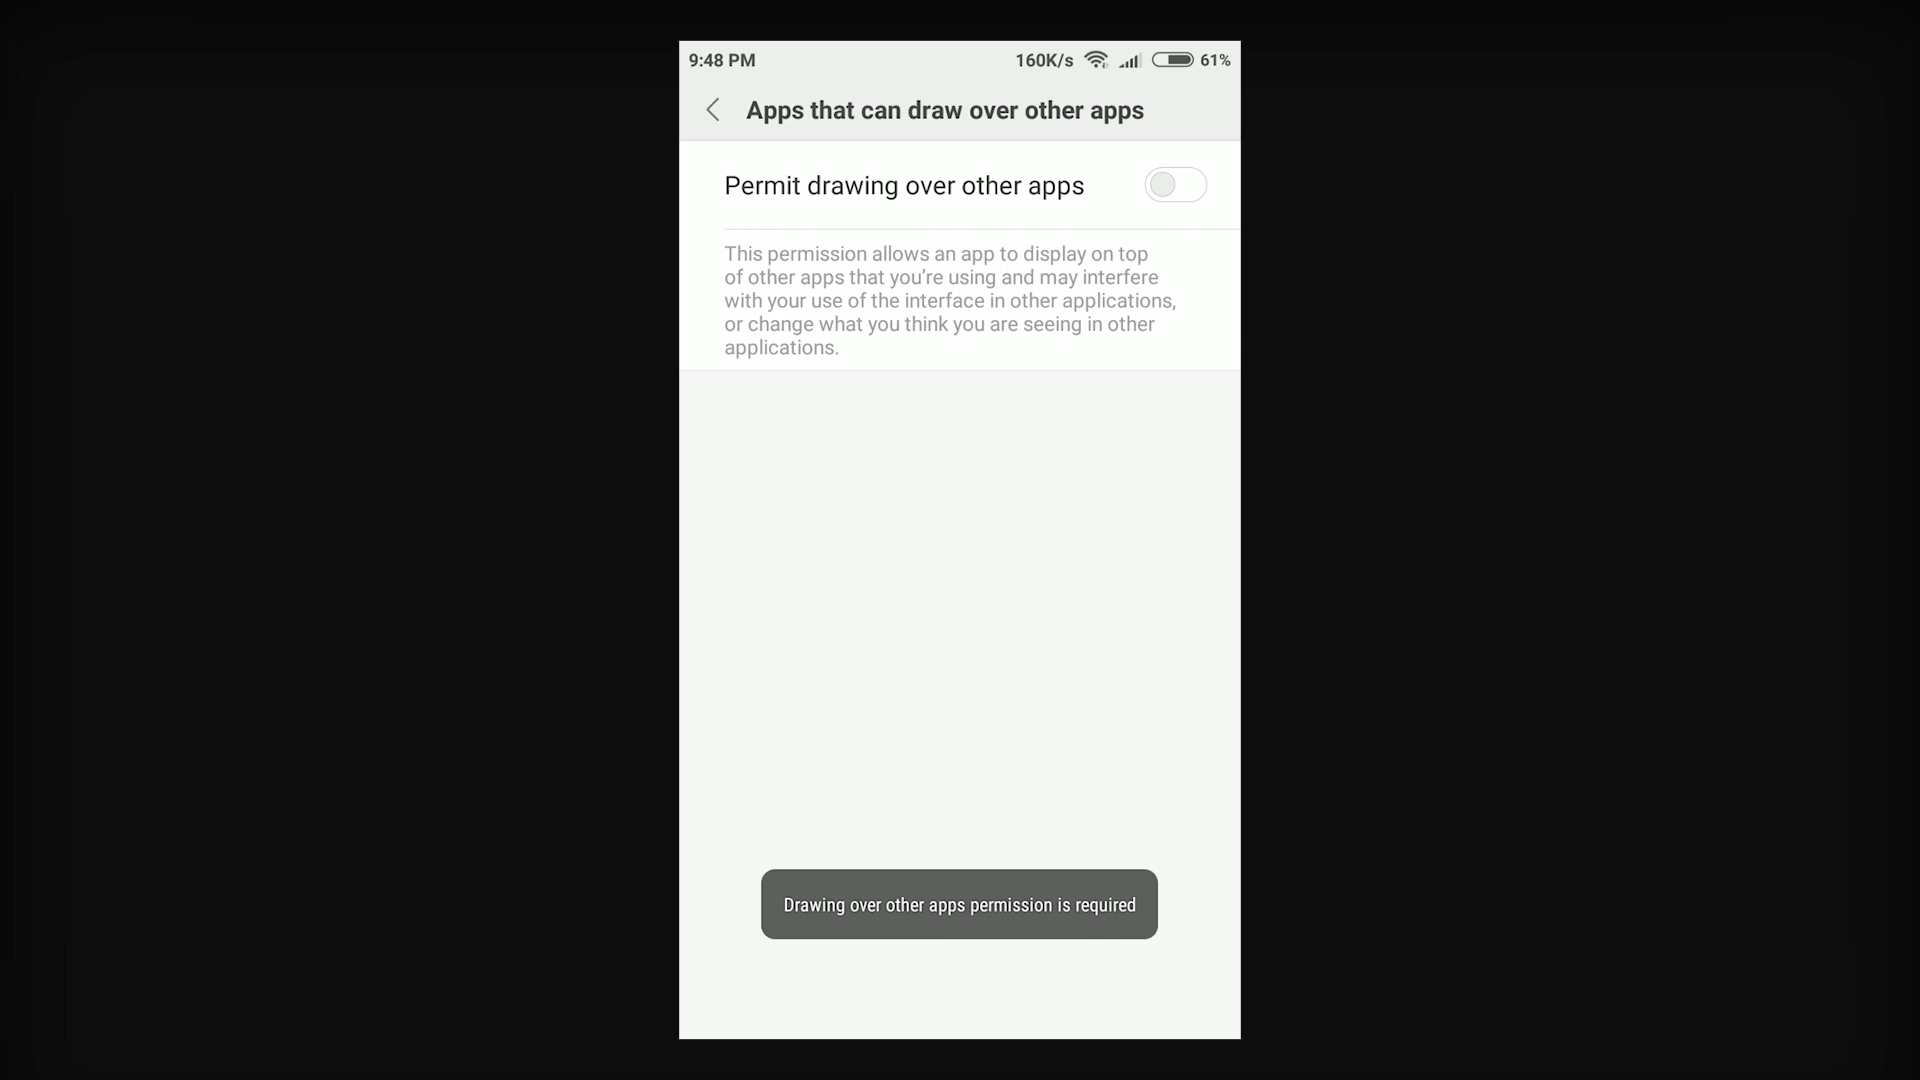 9:48 PM 160K/s 61%
Apps that can draw over other apps
Permit drawing over other apps
This permission allows an app to display on top
of other apps that you're using and may interfere
with your use of the interface in other applications,
or change what you think you are seeing in other
applications.
Drawing over other apps permission is required